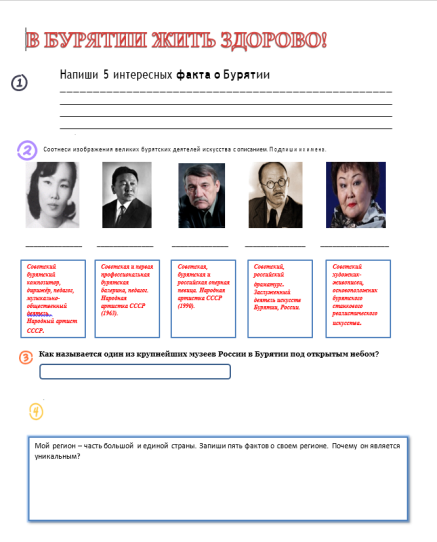 В БУРЯТИИ ЖИТЬ ЗДОРОВО!
1
Напиши 5 интересных факта о Бурятии
2
Соотнеси изображения великих бурятских деятелей искусства с описанием. Подпиши их имена.
Советский
бурятский
композитор,
дирижёр, педагог,
музыкально-
общественный
деятель.
Народный артист
СССР.
Советская и первая
профессиональная
бурятская
балерина, педагог.
Народная
артистка СССР
(1963).
Советская,
бурятская и
российская оперная
певица. Народная
артистка СССР
(1990).
Советский,
российский
драматург.
Заслуженный
деятель искусств
Бурятии, России.
Советский
художник-
живописец,
основоположник
бурятского
станкового
реалистического
искусства.
3
Как называется один из крупнейших музеев России в Бурятии под открытым небом?
4
Мой регион – часть большой и единой страны. Запиши пять фактов о своем регионе. Почему он является
уникальным?